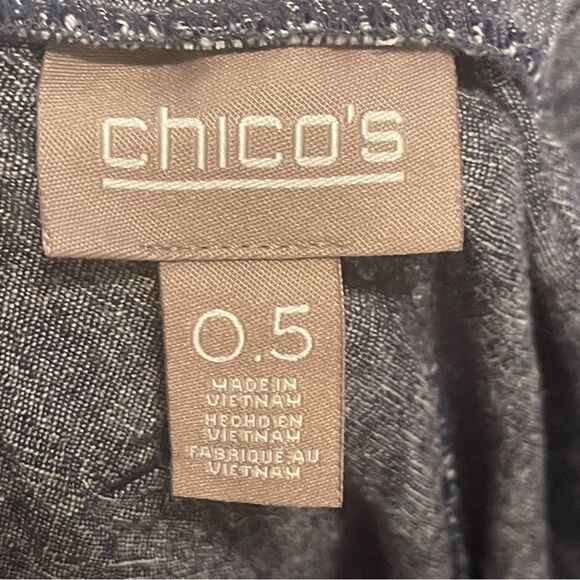 chico's
0.5
MADE IN
VIETNAM
HECHO EN
VIETNAM
FABRIQUE AU
VIETNAM